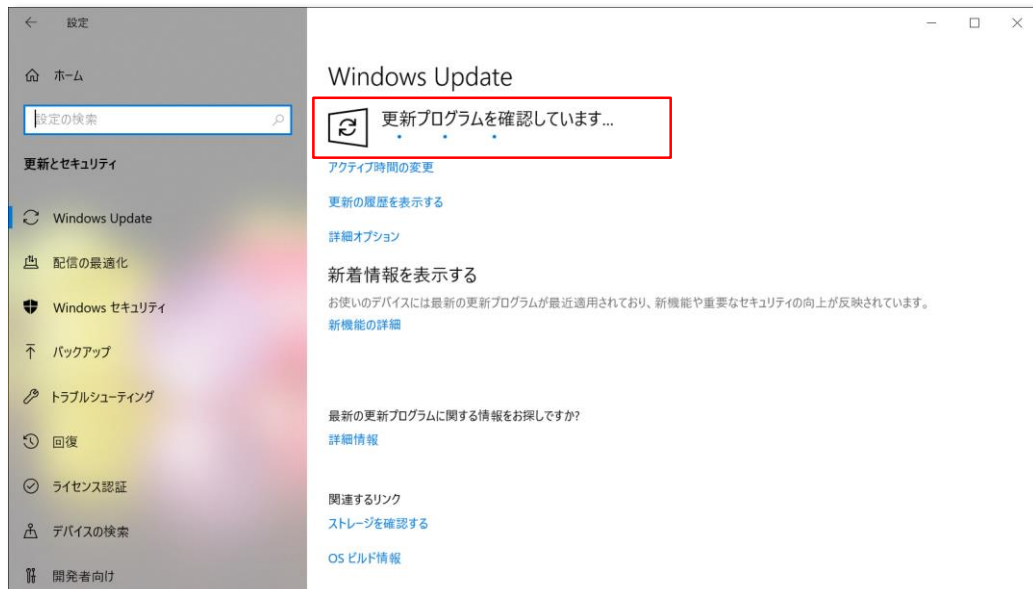 設定
ホーム
設定の検索
更新とセキュリティ
Windows Update
配信の最適化
Windows セキュリティ
バックアップ
トラブルシューティング
回復
ライセンス認証
デバイスの検索
開発者向け
Windows Update
更新プログラムを確認しています...
アクティブ時間の変更
更新の履歴を表示する
詳細オプション
新着情報を表示する
お使いのデバイスには最新の更新プログラムが最近適用されており、新機能や重要なセキュリティの向上が反映されています。
新機能の詳細
最新の更新プログラムに関する情報をお探しですか?
詳細情報
関連するリンク
ストレージを確認する
OS ビルド情報